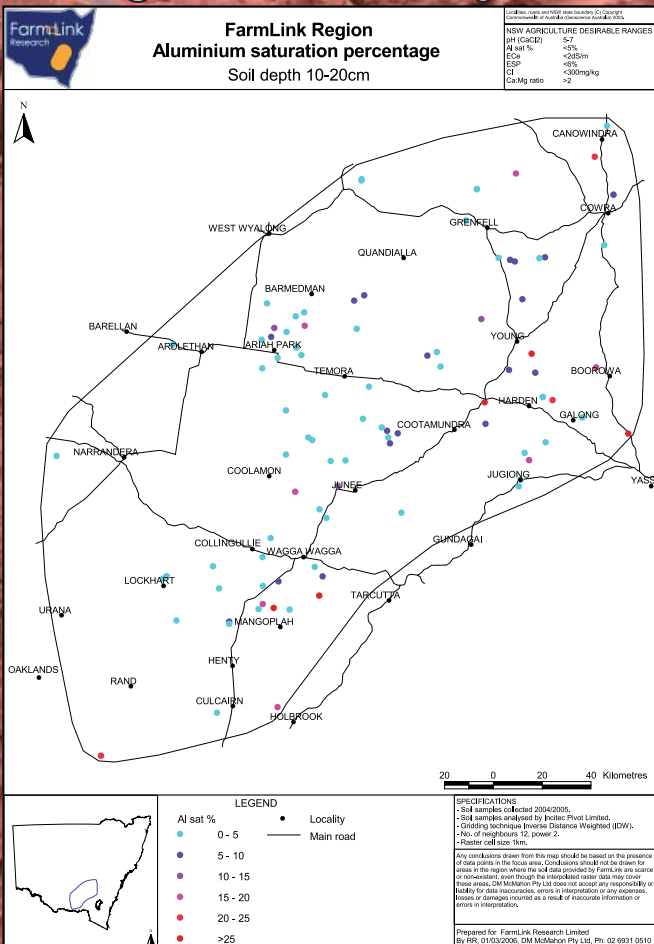 FarmLink
Research
FarmLink Region
Aluminium saturation percentage
Soil depth 10-20cm
Localities, roads and NSW state boundary (C) Copyright
Commonwealth of Australia (Geoscience Australia) 2003.
NSW AGRICULTURE DESIRABLE RANGES
pH (CaCl2) 5-7
Al sat % <5%
ECe <2dS/m
ESP <6%
Cl <300mg/kg
Ca:Mg ratio >2
N
CANOWINDRA
COWRA
GRENFELL
WEST WYALONG
QUANDIALLA
BARMEDMAN
BARELLAN
ARDLETHAN
ARIAH PARK
YOUNG
TEMORA
BOOROWA
HARDEN
GALONG
COOTAMUNDRA
NARRANDERA
COOLAMON
JUNEE
JUGIONG
YASS
COLLINGULLIE
WAGGA WAGGA
GUNDAGAI
LOCKHART
TARCUTTA
URANA
MANGOPLAH
HENTY
OAKLANDS
RAND
CULCAIRN
HOLBROOK
20 0 20 40 Kilometres
LEGEND
Al sat %
0 - 5
5 - 10
10 - 15
15 - 20
20 - 25
>25
Locality
Main road
SPECIFICATIONS
- Soil samples collected 2004/2005.
- Soil samples analysed by Incitec Pivot Limited.
- Gridding technique Inverse Distance Weighted (IDW).
- No. of neighbours 12, power 2.
- Raster cell size 1km.
Any conclusions drawn from this map should be based on the presence
of data points in the focus area. Conclusions should not be drawn for
areas in the region where the soil data provided by FarmLink are scarce
or non-existent, even though the interpolated raster data may cover
these areas. DM McMahon Pty Ltd does not accept any responsibility or
liability for data inaccuracies, errors in interpretation or any expenses,
losses or damages incurred as a result of inaccurate information or
errors in interpretation.
Prepared for FarmLink Research Limited
By RR, 01/03/2006, DM McMahon Pty Ltd, Ph: 02 6931 0510